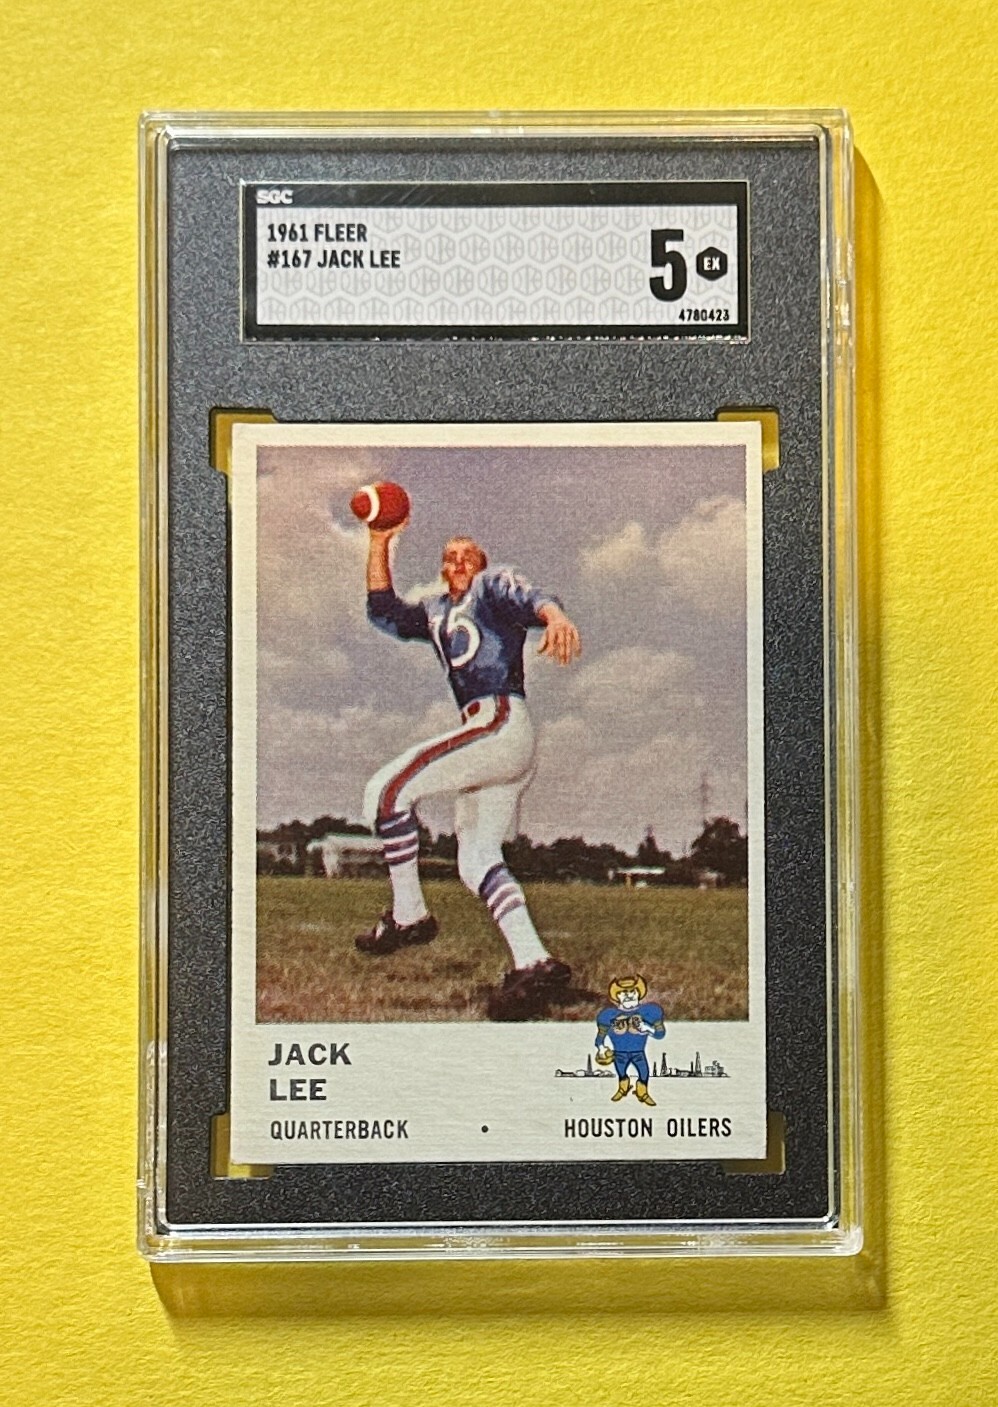 SGC
1961 FLEER
#167 JACK LEE
5 EX
4780423
15
JACK
LEE
QUARTERBACK • HOUSTON OILERS